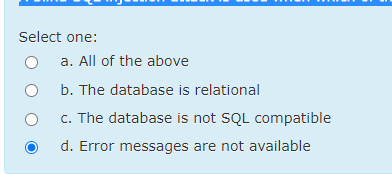 Select one:
a. All of the above
b. The database is relational
c. The database is not SQL compatible
d. Error messages are not available